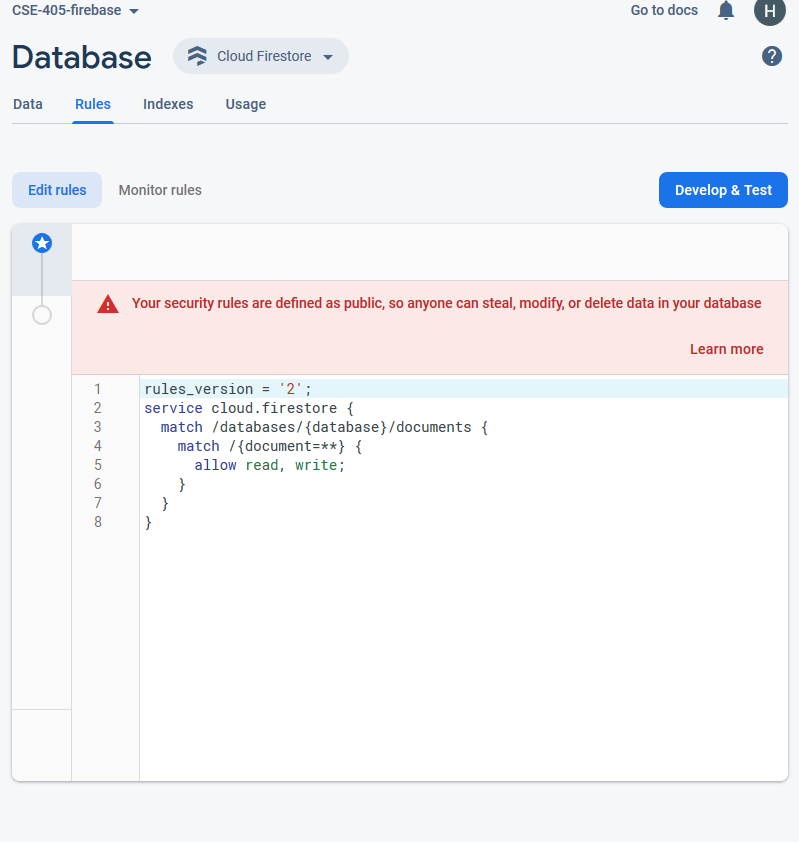 CSE-405-firebase
Go to docs
H
Database
Cloud Firestore
?
Data Rules Indexes Usage
Edit rules Monitor rules
Develop & Test
Your security rules are defined as public, so anyone can steal, modify, or delete data in your database
Learn more
1 rules_version = '2';
2 service cloud.firestore {
3   match /databases/{database}/documents {
4     match /{document=**} {
5       allow read, write;
6     }
7   }
8 }